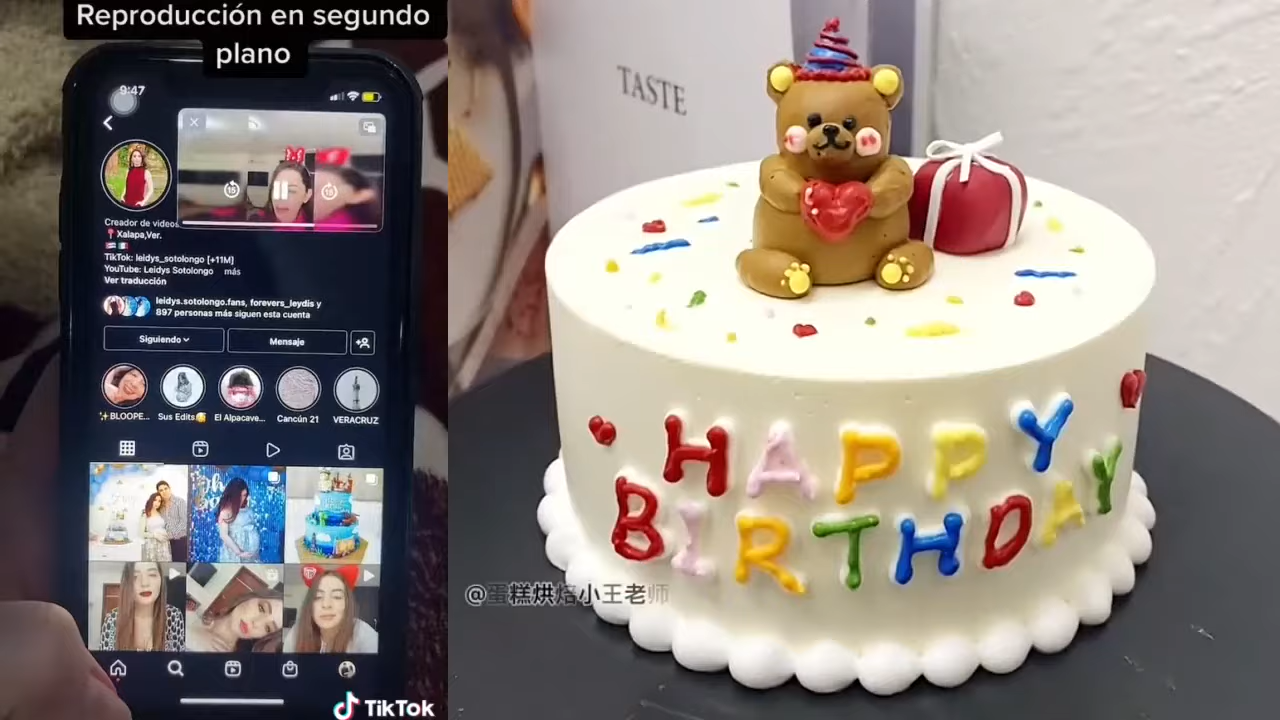 Reproducción en segundo
plano
9:47
15
15
Creador de videos
📍Xalapa,Ver.
TikTok: leidys_sotolongo [+11M]
YouTube: Leidys Sotolongo más
Ver traducción
leidys.sotolongo.fans, forevers_leydis y
897 personas más siguen esta cuenta
Siguiendo
Mensaje
✨BLOOPE...
Sus Edits🥰
El Alpacave...
Cancún 21
VERACRUZ
TikTok
TASTE
HAPPY
BIRTHDAY
@蛋糕烘焙小王老师